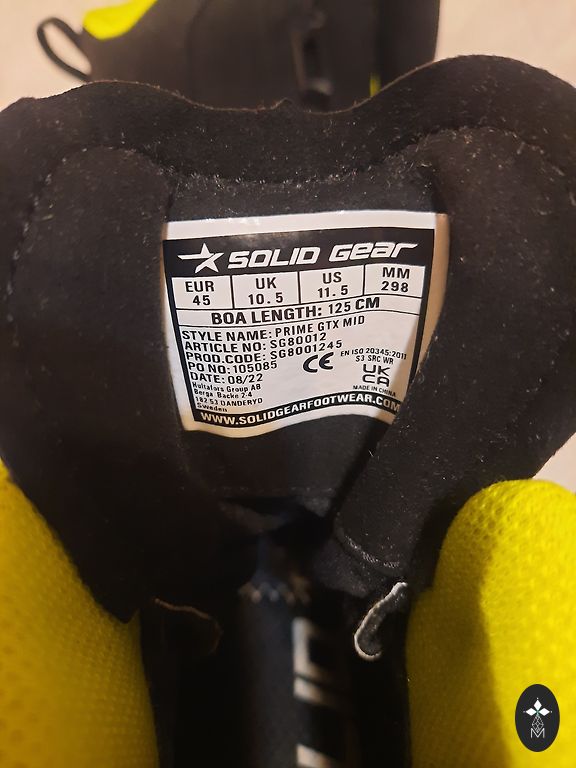 SOLID GEAR
EUR UK US MM
45 10.5 11.5 298
BOA LENGTH: 125 CM
STYLE NAME: PRIME GTX MID
ARTICLE NO: SG80012
PROD.CODE: SG8001245
PO NO: 105085
DATE: 08/22
Hultafors Group AB
Berga Backe 2-4
182 53 DANDERYD
Sweden
CE
EN ISO 20345:2011
S3 SRC WR
UK
CA
MADE IN CHINA
WWW.SOLIDGEARFOOTWEAR.COM
M